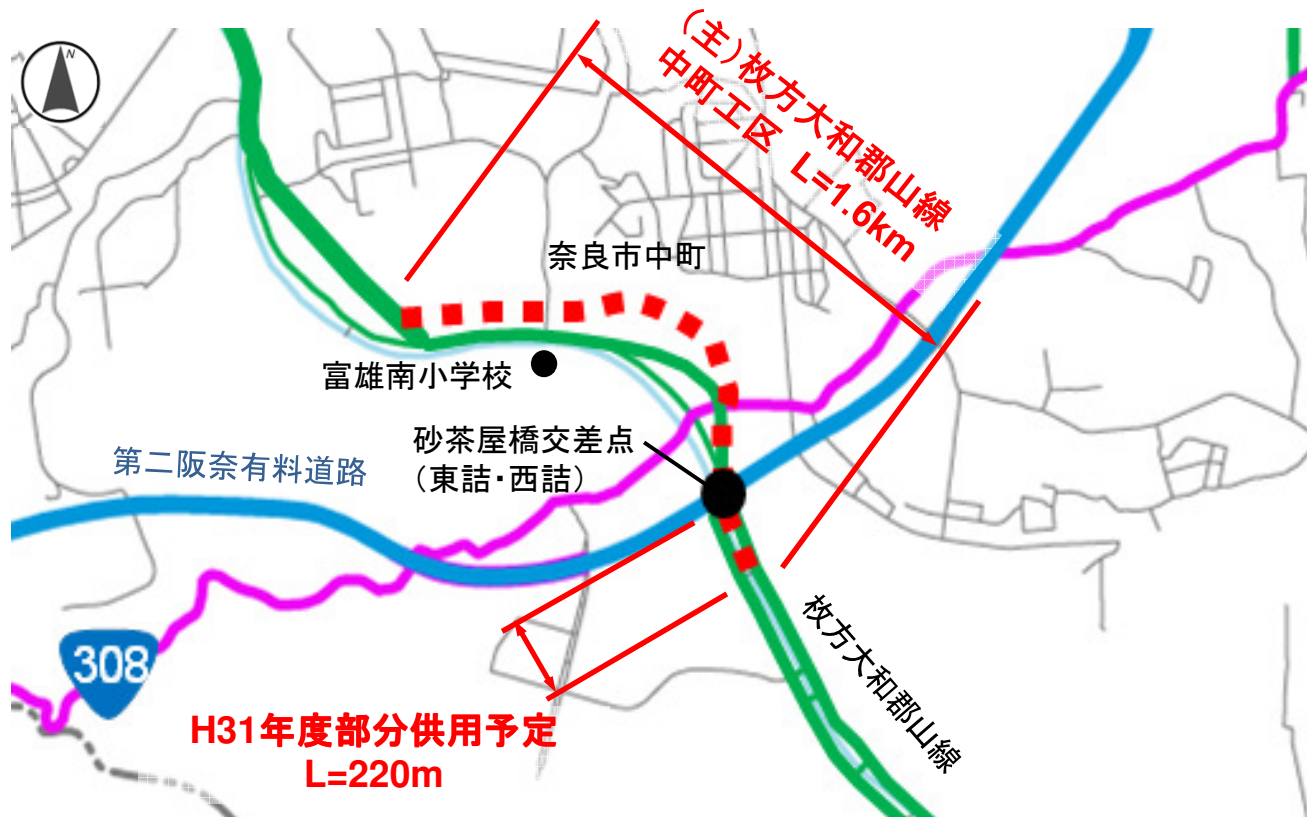 N
(主)枚方大和郡山線
中町工区 L=1.6km
奈良市中町
富雄南小学校
砂茶屋橋交差点
(東詰・西詰)
第二阪奈有料道路
枚方大和郡山線
308
H31年度部分供用予定
L=220m